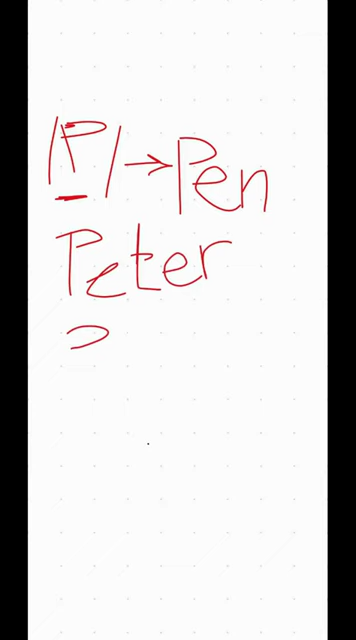 /P/ → Pen
Peter